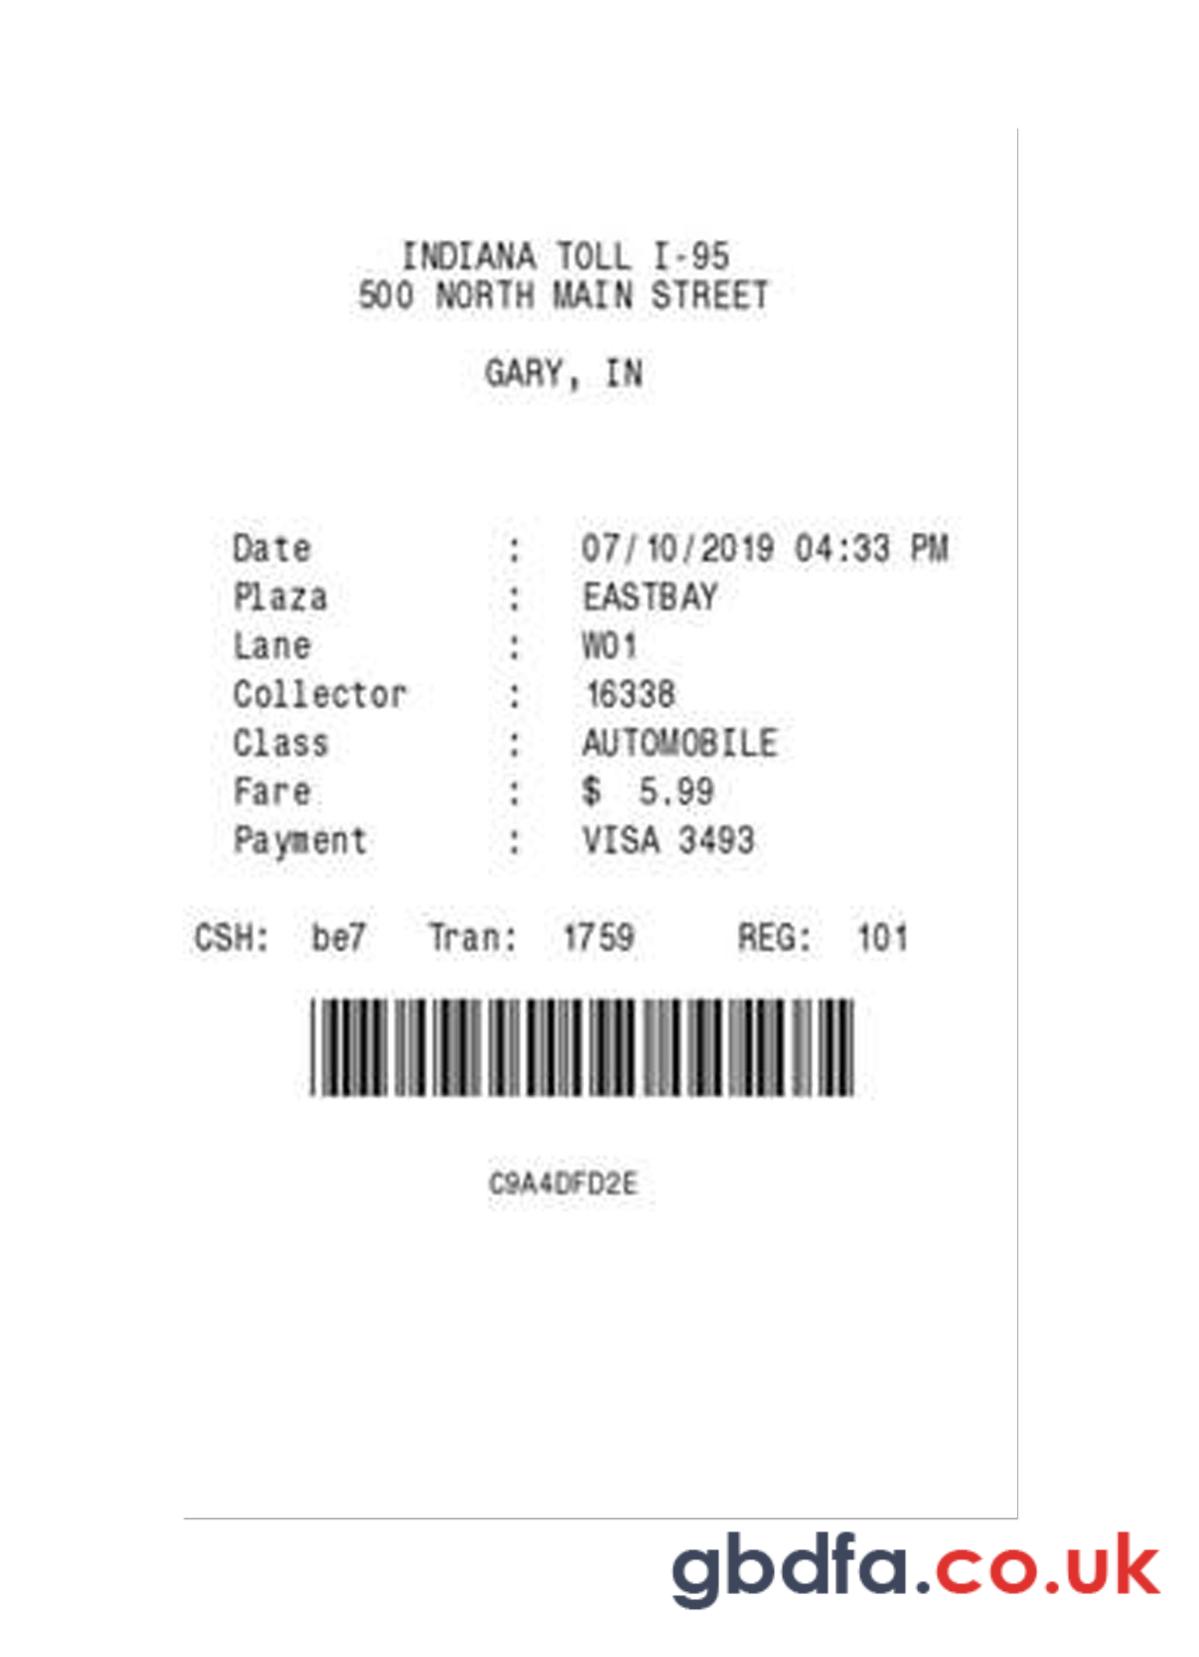 INDIANA TOLL I-95
500 NORTH MAIN STREET
GARY, IN
Date : 07/10/2019 04:33 PM
Plaza : EASTBAY
Lane : W01
Collector : 16338
Class : AUTOMOBILE
Fare : $ 5.99
Payment : VISA 3493
CSH: be7 Tran: 1759 REG: 101
C9A4DFD2E
gbdfa.co.uk